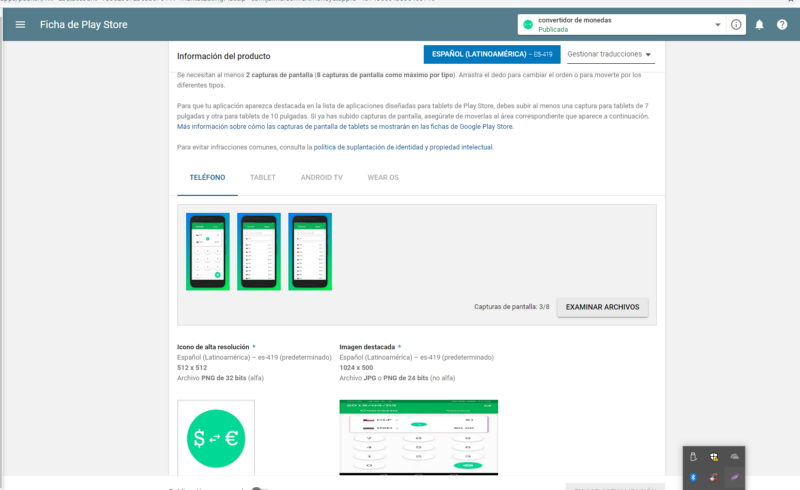 Ficha de Play Store
convertidor de monedas
Publicada
Información del producto
ESPAÑOL (LATINOAMÉRICA) – ES-419
Gestionar traducciones
Se necesitan al menos 2 capturas de pantalla (8 capturas de pantalla como máximo por tipo). Arrastra el dedo para cambiar el orden o para moverte por los
diferentes tipos.
Para que tu aplicación aparezca destacada en la lista de aplicaciones diseñadas para tablets de Play Store, debes subir al menos una captura para tablets de 7
pulgadas y otra para tablets de 10 pulgadas. Si ya has subido capturas de pantalla, asegúrate de moverlas al área correspondiente que aparece a continuación.
Más información sobre cómo las capturas de pantalla de tablets se mostrarán en las fichas de Google Play Store.
Para evitar infracciones comunes, consulta la política de suplantación de identidad y propiedad intelectual.
TELÉFONO
TABLET
ANDROID TV
WEAR OS
Capturas de pantalla: 3/8
EXAMINAR ARCHIVOS
Icono de alta resolución *
Español (Latinoamérica) – es-419 (predeterminado)
512 x 512
Archivo PNG de 32 bits (alfa)
Imagen destacada *
Español (Latinoamérica) – es-419 (predeterminado)
1024 x 500
Archivo JPG o PNG de 24 bits (no alfa)
$ €